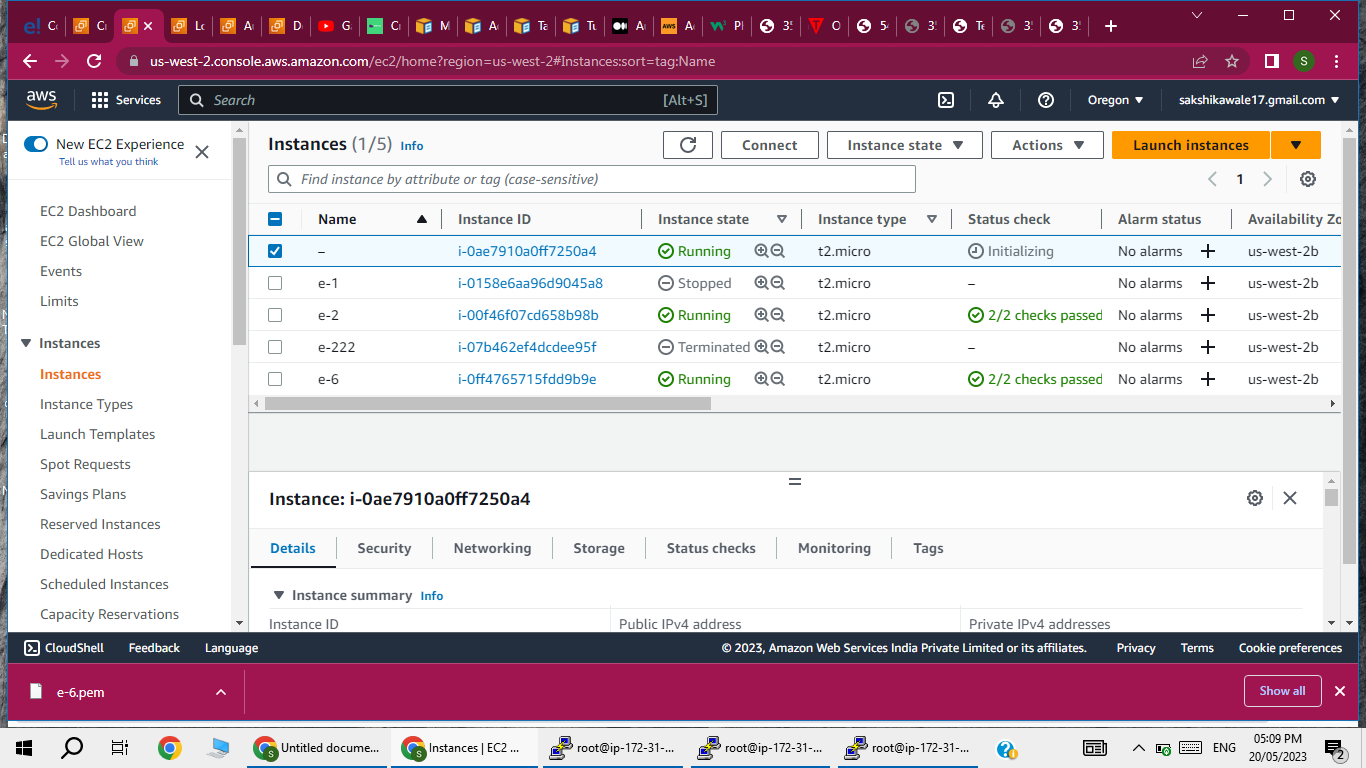 us-west-2.console.aws.amazon.com/ec2/home?region=us-west-2#Instances:sort=tag:Name
S
aws
Services
Search
[Alt+S]
Oregon
sakshikawale17.gmail.com
New EC2 Experience
Tell us what you think
EC2 Dashboard
EC2 Global View
Events
Limits
Instances
Instances
Instance Types
Launch Templates
Spot Requests
Savings Plans
Reserved Instances
Dedicated Hosts
Scheduled Instances
Capacity Reservations
Instances (1/5) Info
Connect
Instance state
Actions
Launch instances
Find instance by attribute or tag (case-sensitive)
1
Name Instance ID Instance state Instance type Status check Alarm status Availability Zo
– i-0ae7910a0ff7250a4 Running t2.micro Initializing No alarms + us-west-2b
e-1 i-0158e6aa96d9045a8 Stopped t2.micro – No alarms + us-west-2b
e-2 i-00f46f07cd658b98b Running t2.micro 2/2 checks passed No alarms + us-west-2b
e-222 i-07b462ef4dcdee95f Terminated t2.micro – No alarms + us-west-2b
e-6 i-0ff4765715fdd9b9e Running t2.micro 2/2 checks passed No alarms + us-west-2b
Instance: i-0ae7910a0ff7250a4
Details Security Networking Storage Status checks Monitoring Tags
Instance summary Info
Instance ID Public IPv4 address Private IPv4 addresses
CloudShell Feedback Language © 2023, Amazon Web Services India Private Limited or its affiliates. Privacy Terms Cookie preferences
e-6.pem
Show all
Untitled docume... Instances | EC2 ... root@ip-172-31-... root@ip-172-31-... root@ip-172-31-...
ENG
05:09 PM
20/05/2023
2